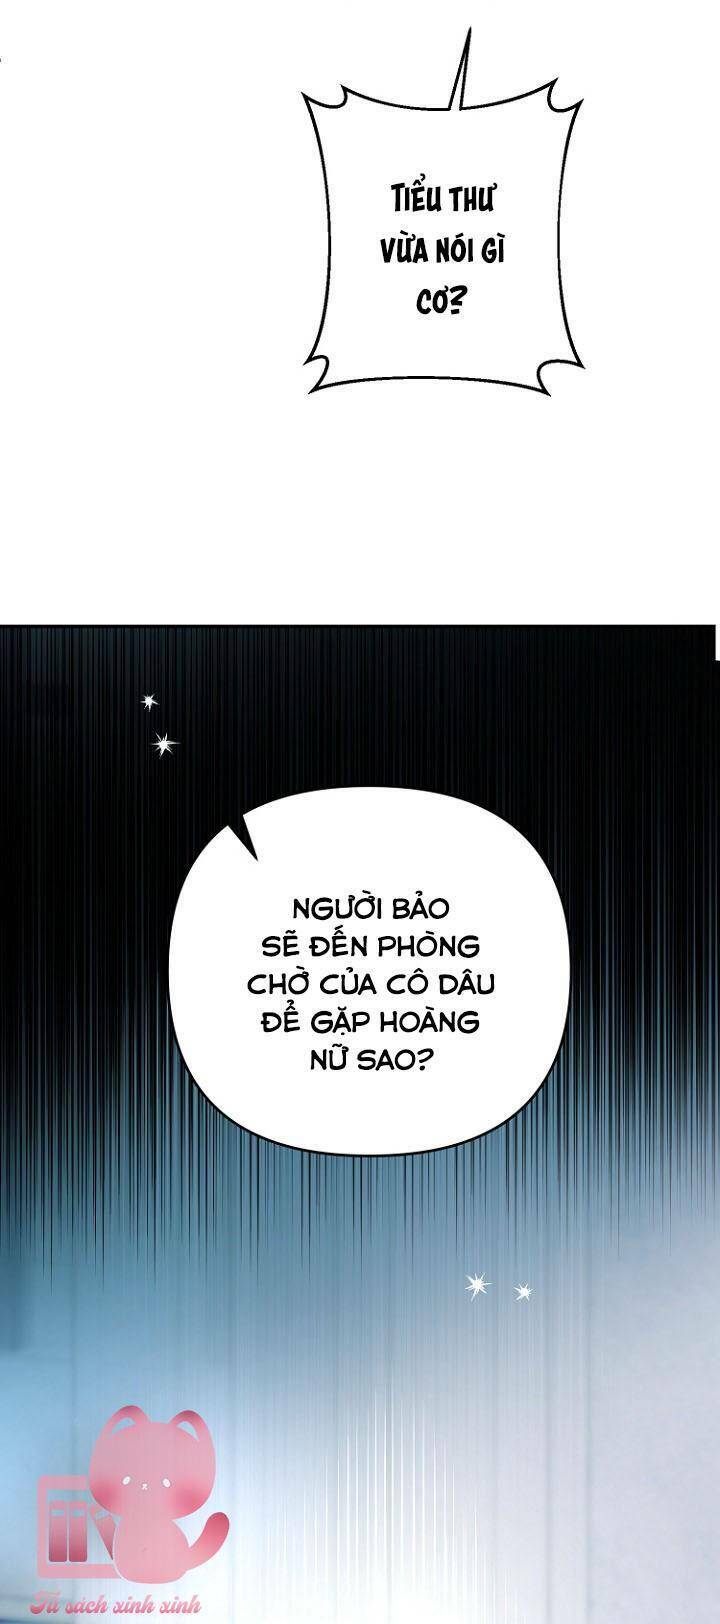 TIỂU THƯ
VỪA NÓI GÌ
CƠ?
NGƯỜI BẢO
SẼ ĐẾN PHÒNG
CHỜ CỦA CÔ DÂU
ĐỂ GẶP HOÀNG
NỮ SAO?
Tủ sách xinh xinh